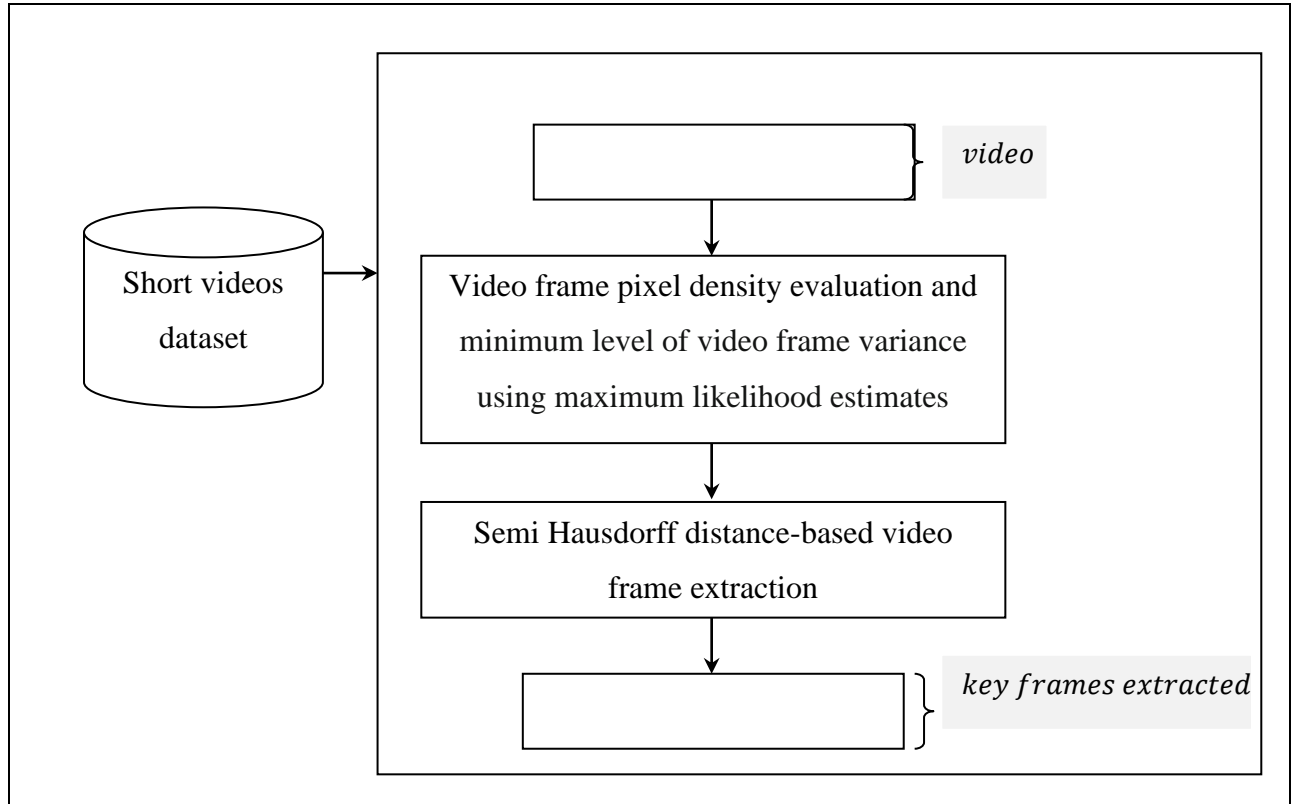 video
Short videos
dataset
Video frame pixel density evaluation and
minimum level of video frame variance
using maximum likelihood estimates
Semi Hausdorff distance-based video
frame extraction
key frames extracted